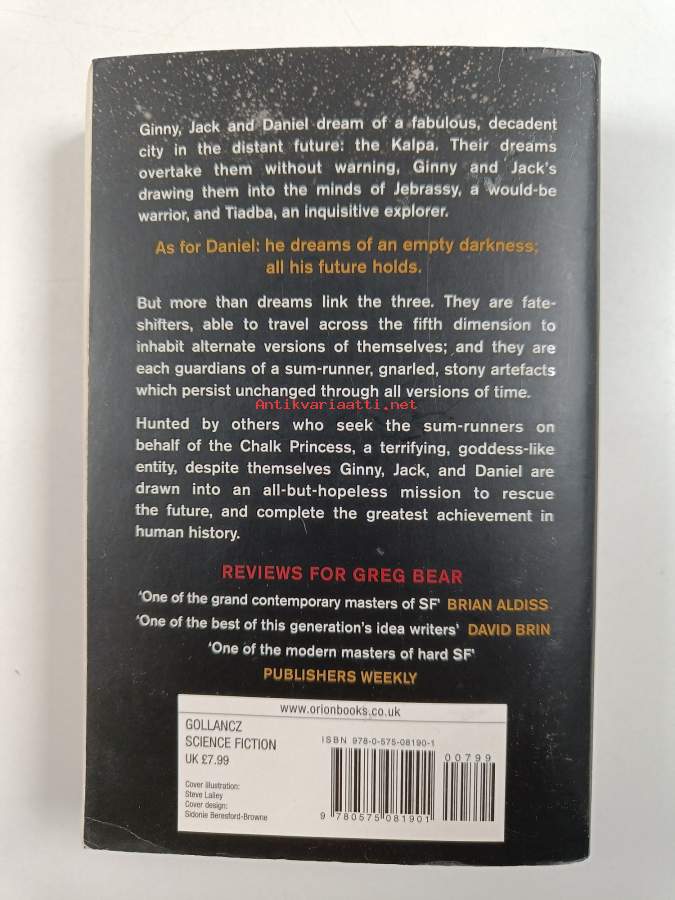 Ginny, Jack and Daniel dream of a fabulous, decadent
city in the distant future: the Kalpa. Their dreams
overtake them without warning, Ginny and Jack's
drawing them into the minds of Jebrassy, a would-be
warrior, and Tiadba, an inquisitive explorer.
As for Daniel: he dreams of an empty darkness;
all his future holds.
But more than dreams link the three. They are fate-
shifters, able to travel across the fifth dimension to
inhabit alternate versions of themselves; and they are
each guardians of a sum-runner, gnarled, stony artefacts
which persist unchanged through all versions of time.
Antikvariaatti.net
Hunted by others who seek the sum-runners on
behalf of the Chalk Princess, a terrifying, goddess-like
entity, despite themselves Ginny, Jack, and Daniel are
drawn into an all-but-hopeless mission to rescue
the future, and complete the greatest achievement in
human history.
REVIEWS FOR GREG BEAR
'One of the grand contemporary masters of SF' BRIAN ALDISS
'One of the best of this generation's idea writers' DAVID BRIN
'One of the modern masters of hard SF'
PUBLISHERS WEEKLY
www.orionbooks.co.uk
GOLLANCZ
SCIENCE FICTION
UK £7.99
Cover illustration:
Steve Lailey
Cover design:
Sidonie Beresford-Browne
ISBN 978-0-575-08190-1
00799
9 780575 081901